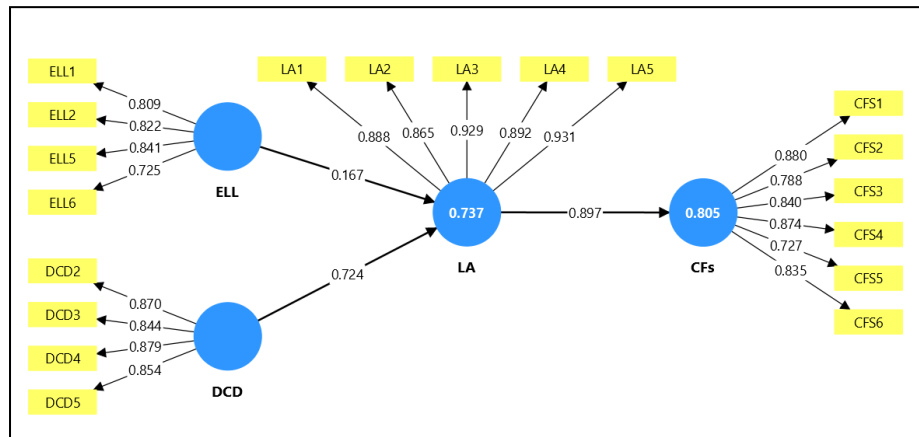 ELL1
ELL2
ELL5
ELL6
0.809
0.822
0.841
0.725
ELL
LA1
LA2
LA3
LA4
LA5
0.888
0.865
0.929
0.892
0.931
0.167
0.737
LA
0.724
0.897
0.805
CFs
CFS1
CFS2
CFS3
CFS4
CFS5
CFS6
0.880
0.788
0.840
0.874
0.727
0.835
DCD2
DCD3
DCD4
DCD5
0.870
0.844
0.879
0.854
DCD